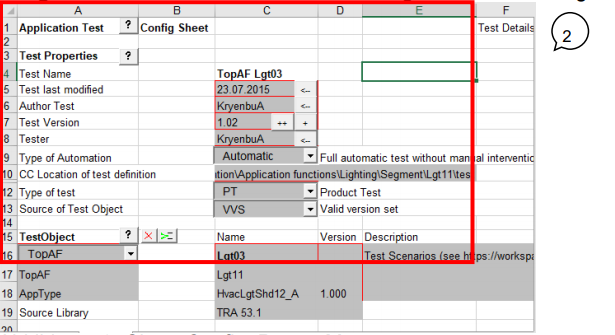 A B C D E F
1 Application Test ? Config Sheet Test Details
2
2
3 Test Properties ?
4 Test Name TopAF Lgt03
5 Test last modified 23.07.2015 <--
6 Author Test KryenbuA <--
7 Test Version 1.02 ++ +
8 Tester KryenbuA <--
9 Type of Automation Automatic Full automatic test without manual interventic
10 CC Location of test definition tion\Application functions\Lighting\Segment\Lgt11\test
12 Type of test PT Product Test
13 Source of Test Object VVS Valid version set
14
15 TestObject ? Name Version Description
16 TopAF Lgt03 Test Scenarios (see https://workspa
17 TopAF Lgt11
18 AppType HvacLgtShd12_A 1.000
19 Source Library TRA 53.1
20